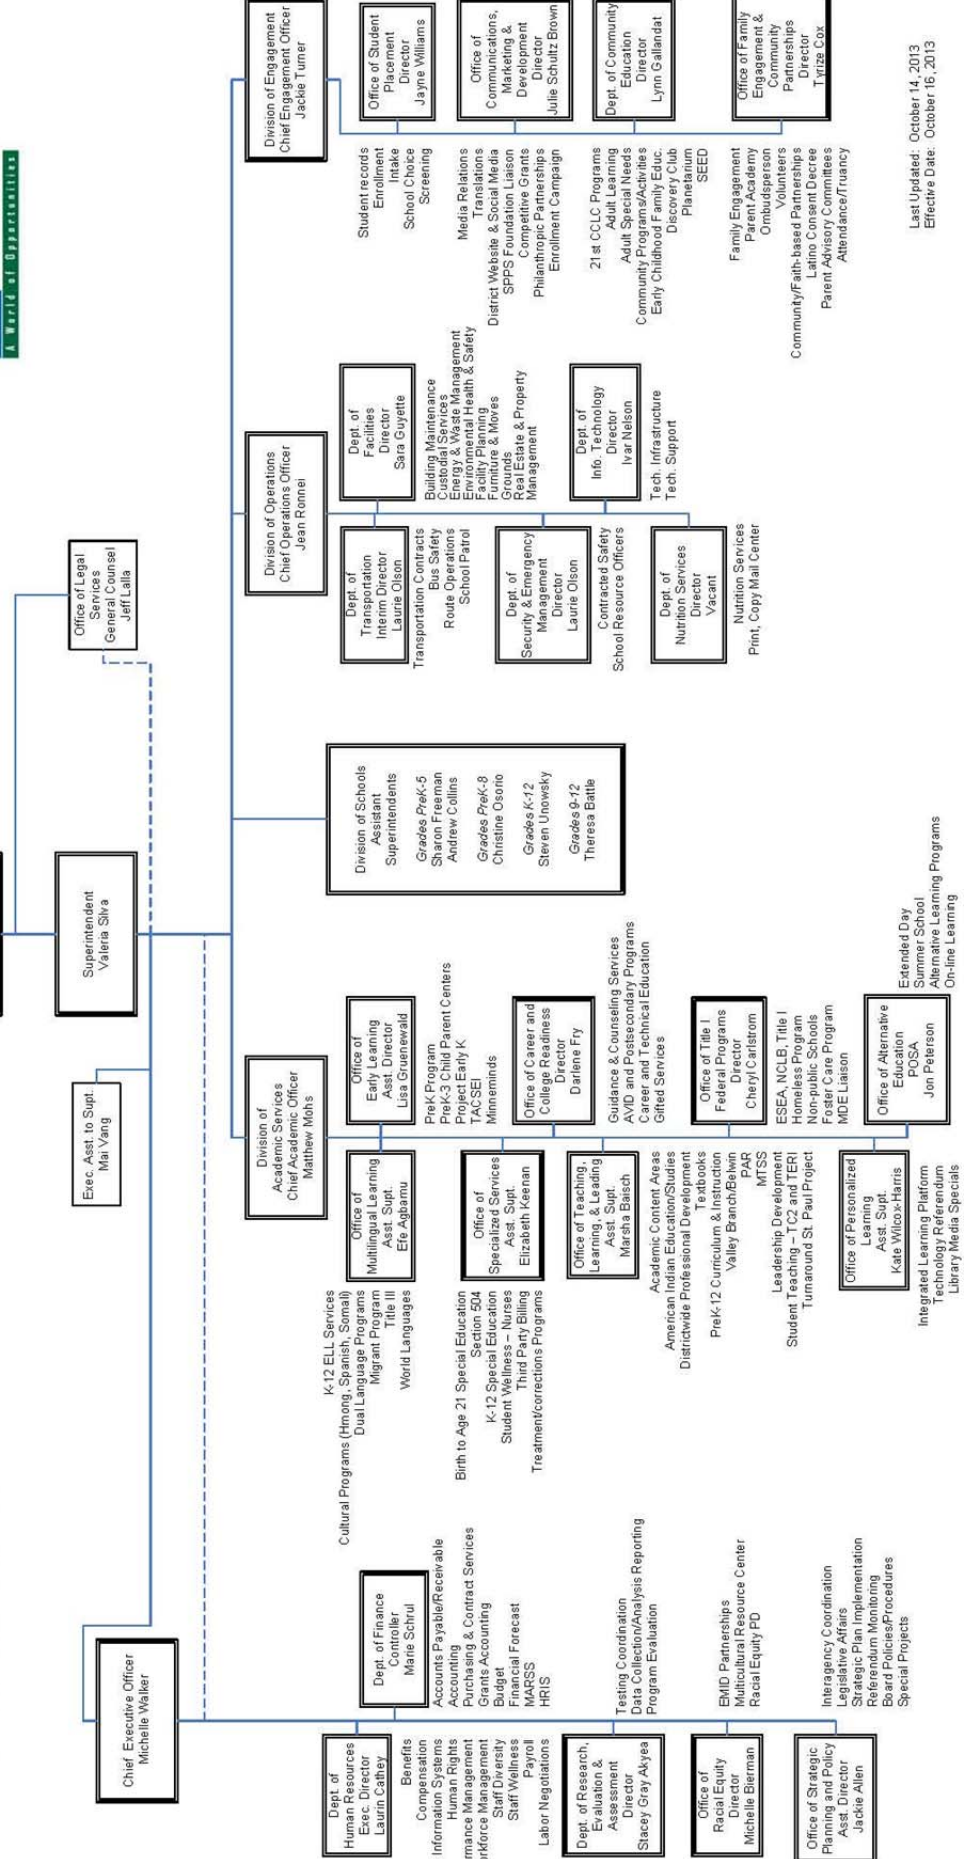 A World of Opportunities
Superintendent
Valeria Silva
Office of Legal
Services
General Counsel
Jeff Lalla
Exec. Asst. to Supt.
Mai Vang
Chief Executive Officer
Michelle Walker
Dept. of
Human Resources
Exec. Director
Laurin Cathey
Benefits
Compensation
Information Systems
Human Rights
rmance Management
rkforce Management
Staff Diversity
Staff Wellness
Payroll
Labor Negotiations
Dept. of Finance
Controller
Marie Schrul
Accounts Payable/Receivable
Accounting
Purchasing & Contract Services
Grants Accounting
Budget
Financial Forecast
MARSS
HRIS
Dept. of Research,
Evaluation &
Assessment
Director
Stacey Gray Akyea
Testing Coordination
Data Collection/Analysis Reporting
Program Evaluation
Office of
Racial Equity
Director
Michelle Bierman
EMID Partnerships
Multicultural Resource Center
Racial Equity PD
Office of Strategic
Planning and Policy
Asst. Director
Jackie Allen
Interagency Coordination
Legislative Affairs
Strategic Plan Implementation
Referendum Monitoring
Board Policies/Procedures
Special Projects
Division of
Academic Services
Chief Academic Officer
Matthew Mohs
Office of
Multilingual Learning
Asst. Supt.
Efe Agbamu
K-12 ELL Services
Cultural Programs (Hmong, Spanish, Somali)
Dual Language Programs
Migrant Program
Title III
World Languages
Office of
Early Learning
Asst. Director
Lisa Gruenewald
PreK Program
PreK-3 Child Parent Centers
Project Early K
TACSEI
Minneminds
Office of
Specialized Services
Asst. Supt.
Elizabeth Keenan
Birth to Age 21 Special Education
Section 504
K-12 Special Education
Student Wellness – Nurses
Third Party Billing
Treatment/corrections Programs
Office of Career and
College Readiness
Director
Darlene Fry
Guidance & Counseling Services
AVID and Postsecondary Programs
Career and Technical Education
Gifted Services
Office of Teaching,
Learning, & Leading
Asst. Supt.
Marsha Baisch
Academic Content Areas
American Indian Education/Studies
Districtwide Professional Development
Textbooks
PreK-12 Curriculum & Instruction
Valley Branch/Belwin
PAR
MTSS
Leadership Development
Student Teaching – TC2 and TERI
Turnaround St. Paul Project
Office of Title I
Federal Programs
Director
Cheryl Carlstrom
ESEA, NCLB, Title I
Homeless Program
Non-public Schools
Foster Care Program
MDE Liaison
Office of Personalized
Learning
Asst. Supt.
Kate Wilcox-Harris
Integrated Learning Platform
Technology Referendum
Library Media Specials
Office of Alternative
Education
POSA
Jon Peterson
Extended Day
Summer School
Alternative Learning Programs
On-line Learning
Division of Schools
Assistant
Superintendents
Grades PreK-5
Sharon Freeman
Andrew Collins
Grades PreK-8
Christine Osorio
Grades K-12
Steven Unowsky
Grades 9-12
Theresa Battle
Division of Operations
Chief Operations Officer
Jean Ronnei
Dept. of
Transportation
Interim Director
Laurie Olson
Transportation Contracts
Bus Safety
Route Operations
School Patrol
Dept. of
Facilities
Director
Sara Guyette
Building Maintenance
Custodial Services
Energy & Waste Management
Environmental Health & Safety
Facility Planning
Furniture & Moves
Grounds
Real Estate & Property
Management
Dept. of
Security & Emergency
Management
Director
Laurie Olson
Contracted Safety
School Resource Officers
Dept. of
Info. Technology
Director
Ivar Nelson
Tech. Infrastructure
Tech. Support
Dept. of
Nutrition Services
Director
Vacant
Nutrition Services
Print, Copy Mail Center
Division of Engagement
Chief Engagement Officer
Jackie Turner
Office of Student
Placement
Director
Jayne Williams
Student records
Enrollment
Intake
School Choice
Screening
Office of
Communications,
Marketing &
Development
Director
Julie Schultz Brown
Media Relations
Translations
District Website & Social Media
SPPS Foundation Liaison
Competitive Grants
Philanthropic Partnerships
Enrollment Campaign
Dept. of Community
Education
Director
Lynn Gallandat
21st CCLC Programs
Adult Learning
Adult Special Needs
Community Programs/Activities
Early Childhood Family Educ.
Discovery Club
Planetarium
SEED
Office of Family
Engagement &
Community
Partnerships
Director
Tyrize Cox
Family Engagement
Parent Academy
Ombudsperson
Volunteers
Community/Faith-based Partnerships
Latino Consent Decree
Parent Advisory Committees
Attendance/Truancy
Last Updated: October 14, 2013
Effective Date: October 16, 2013